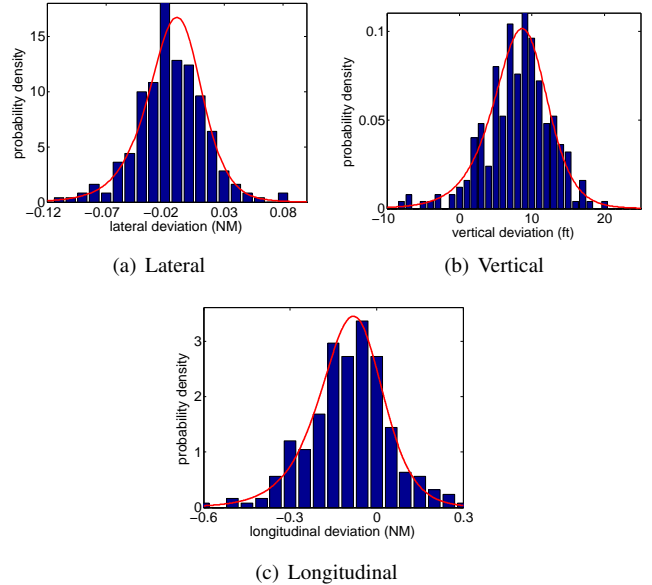 15
10
5
0
probability density
−0.12 −0.07 −0.02 0.03 0.08
lateral deviation (NM)
(a) Lateral
0.1
0.05
0
probability density
−10 0 10 20
vertical deviation (ft)
(b) Vertical
3
2
1
0
probability density
−0.6 −0.3 0 0.3
longitudinal deviation (NM)
(c) Longitudinal